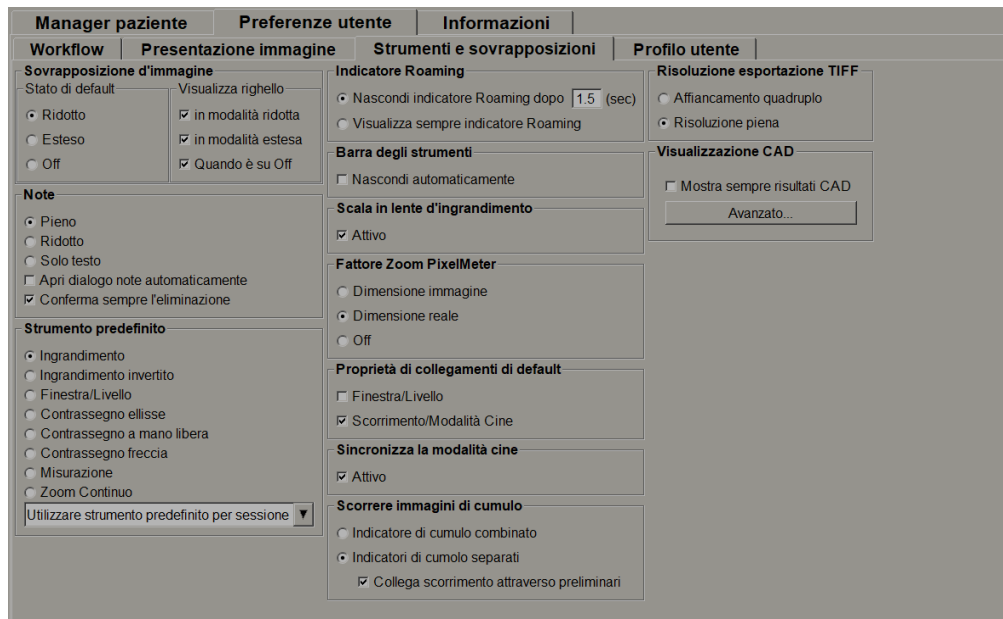 Manager paziente Preferenze utente Informazioni
Workflow Presentazione immagine Strumenti e sovrapposizioni Profilo utente
Sovrapposizione d'immagine
Stato di default Visualizza righello
Ridotto in modalità ridotta
Esteso in modalità estesa
Off Quando è su Off
Note
Pieno
Ridotto
Solo testo
Apri dialogo note automaticamente
Conferma sempre l'eliminazione
Strumento predefinito
Ingrandimento
Ingrandimento invertito
Finestra/Livello
Contrassegno ellisse
Contrassegno a mano libera
Contrassegno freccia
Misurazione
Zoom Continuo
Utilizzare strumento predefinito per sessione
Indicatore Roaming
Nascondi indicatore Roaming dopo 1.5 (sec)
Visualizza sempre indicatore Roaming
Barra degli strumenti
Nascondi automaticamente
Scala in lente d'ingrandimento
Attivo
Fattore Zoom PixelMeter
Dimensione immagine
Dimensione reale
Off
Proprietà di collegamenti di default
Finestra/Livello
Scorrimento/Modalità Cine
Sincronizza la modalità cine
Attivo
Scorrere immagini di cumulo
Indicatore di cumulo combinato
Indicatori di cumolo separati
Collega scorrimento attraverso preliminari
Risoluzione esportazione TIFF
Affiancamento quadruplo
Risoluzione piena
Visualizzazione CAD
Mostra sempre risultati CAD
Avanzato...